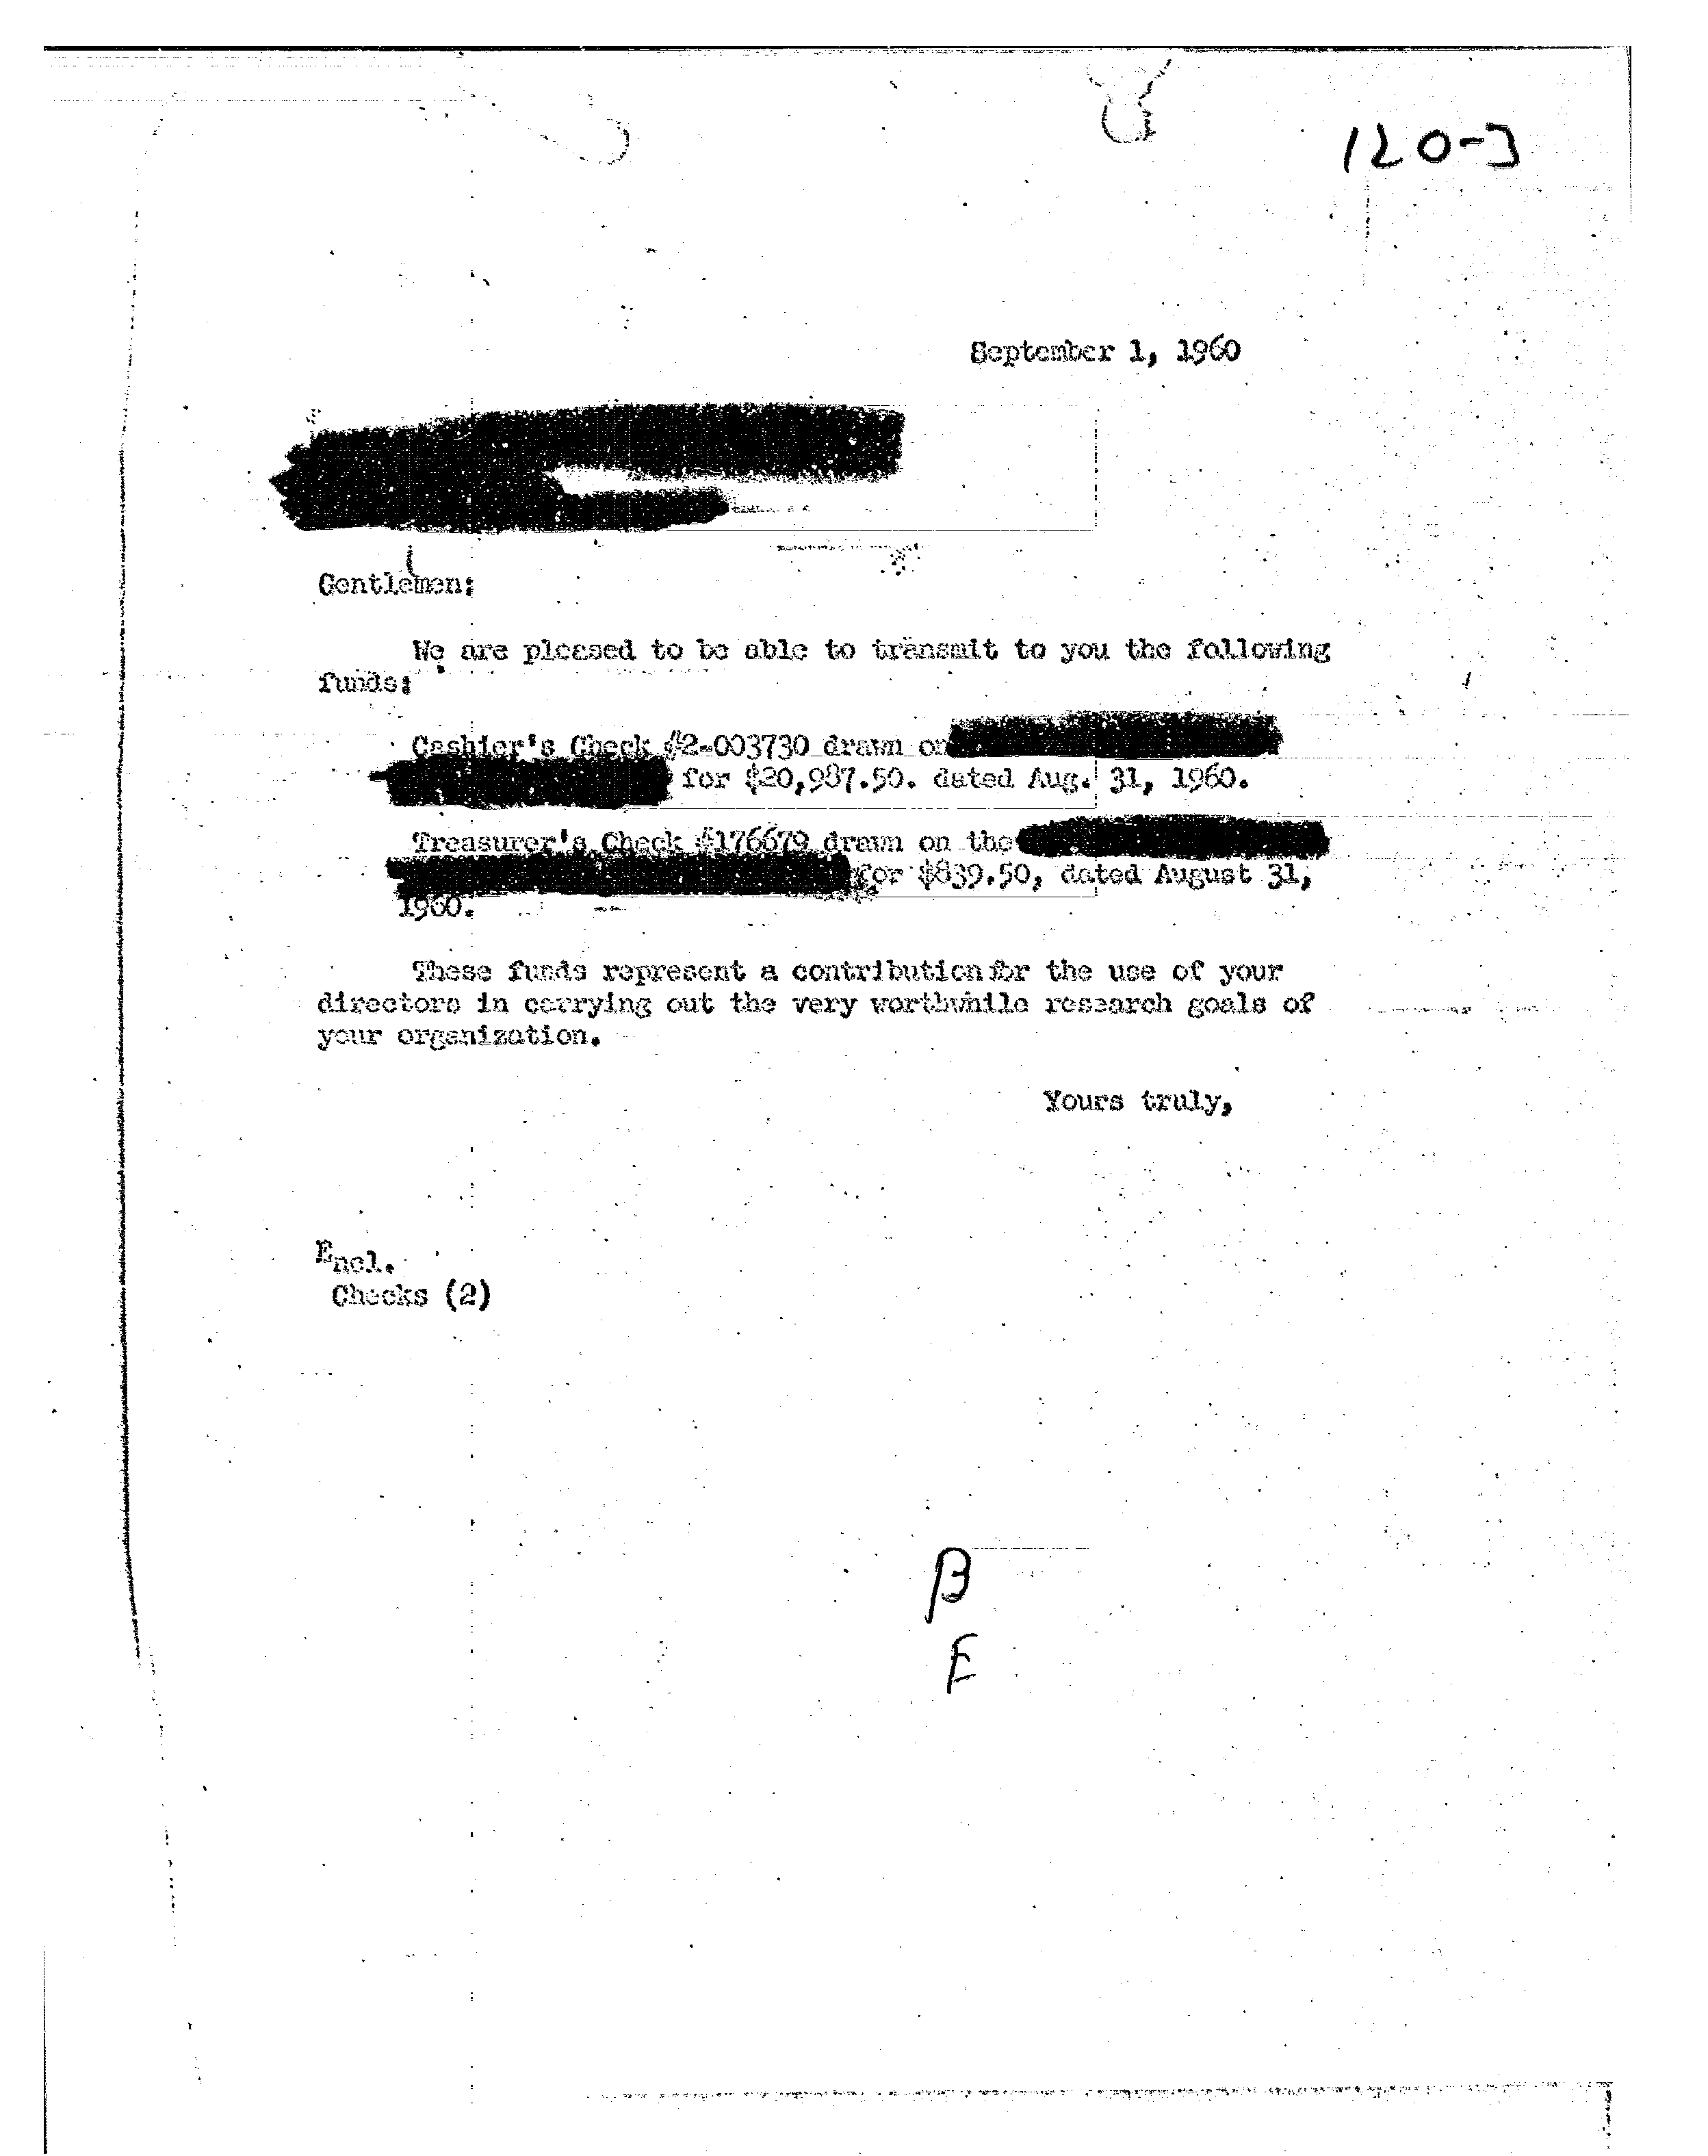 120-3
September 1, 1960
Gentlemen:
We are pleased to be able to transmit to you the following
funds:
Cashier's Check #2-003730 drawn on
for $20,987.50. dated Aug. 31, 1960.
Treasurer's Check #176679 drawn on the
for $839.50, dated August 31,
1960.
These funds represent a contribution for the use of your
directors in carrying out the very worthwhile research goals of
your organization.
Yours truly,
Encl.
Checks (2)
B
E